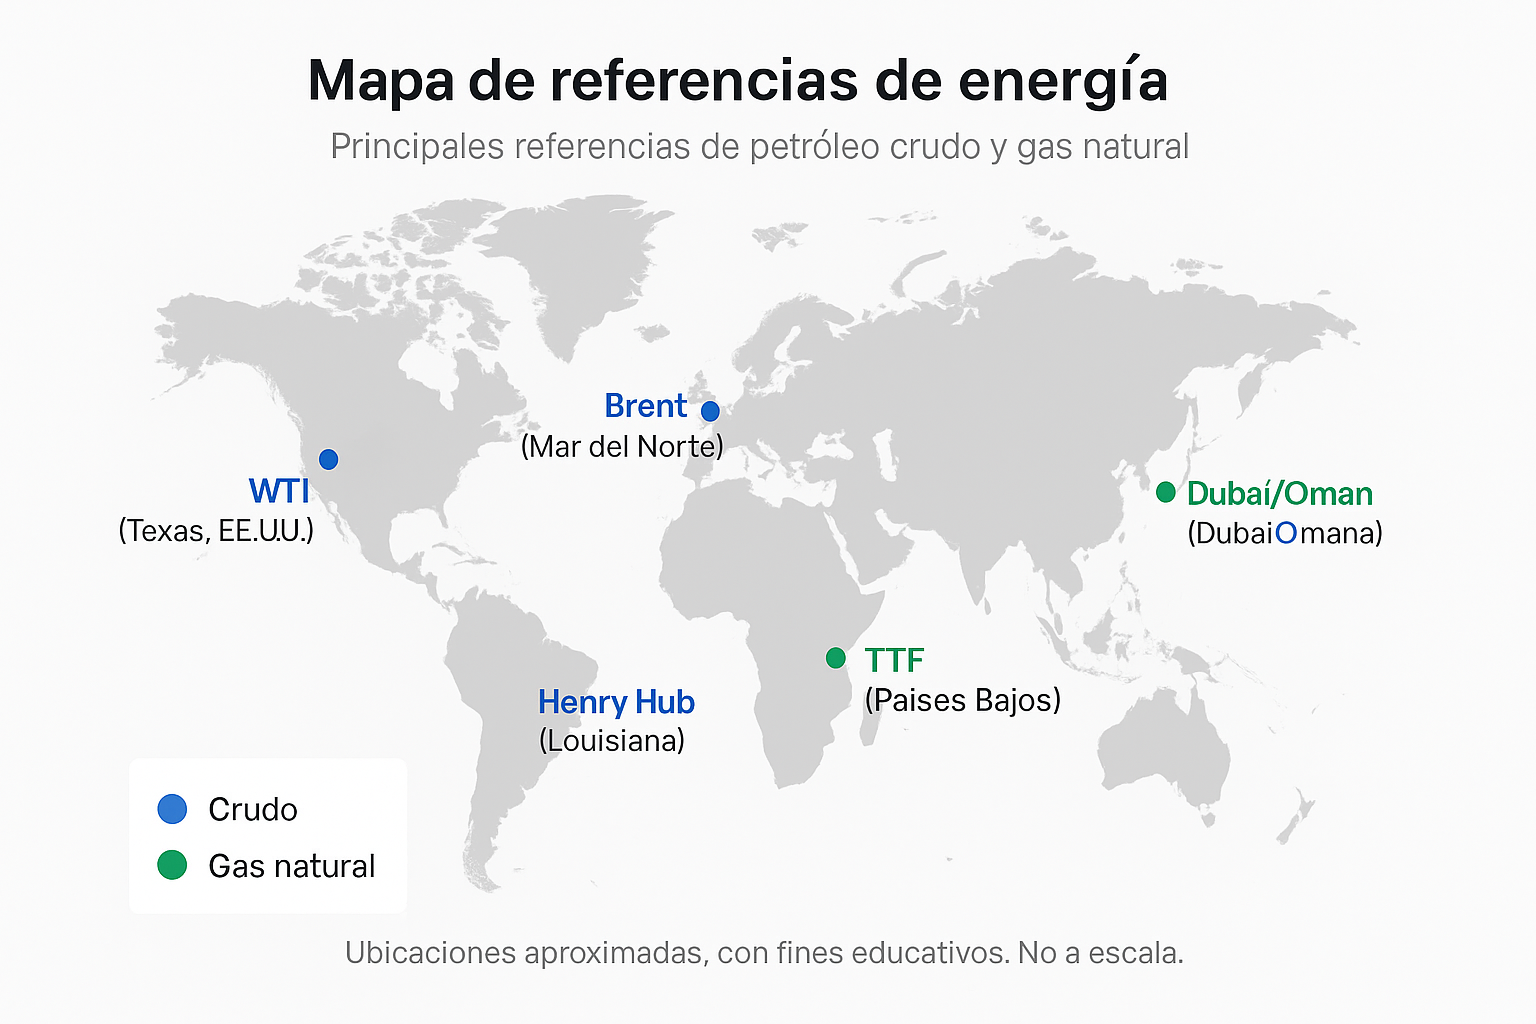 Mapa de referencias de energía
Principales referencias de petróleo crudo y gas natural
Brent
(Mar del Norte)
WTI
(Texas, EE.U.U.)
Dubaí/Oman
(DubaiOmana)
TTF
(Paises Bajos)
Henry Hub
(Louisiana)
Crudo
Gas natural
Ubicaciones aproximadas, con fines educativos. No a escala.